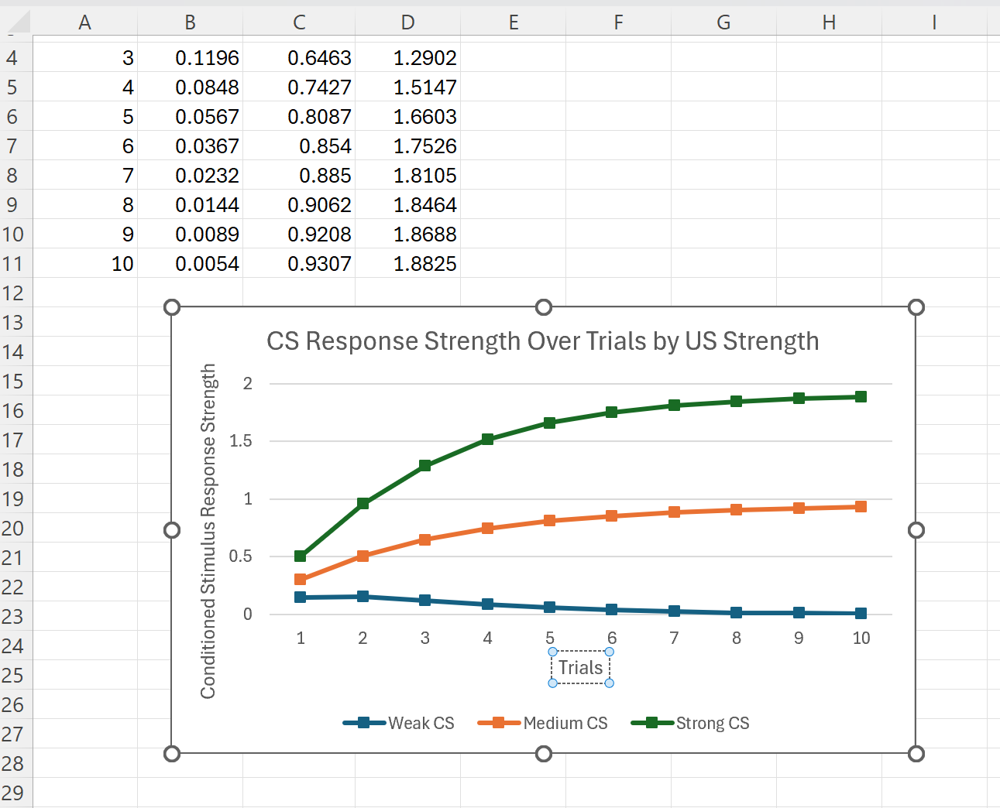 A B C D E F G H I
4 3 0.1196 0.6463 1.2902
5 4 0.0848 0.7427 1.5147
6 5 0.0567 0.8087 1.6603
7 6 0.0367 0.854 1.7526
8 7 0.0232 0.885 1.8105
9 8 0.0144 0.9062 1.8464
10 9 0.0089 0.9208 1.8688
11 10 0.0054 0.9307 1.8825
12
13
14
15
16
17
18
19
20
21
22
23
24
25
26
27
28
29
CS Response Strength Over Trials by US Strength
Conditioned Stimulus Response Strength
2
1.5
1
0.5
0
1 2 3 4 5 6 7 8 9 10
Trials
Weak CS Medium CS Strong CS